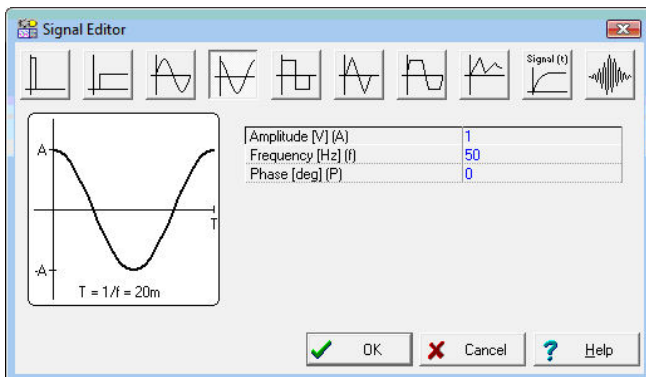 Signal Editor
Signal (t)
A
T
-A
T = 1/f = 20m
Amplitude [V] (A) 1
Frequency [Hz] (f) 50
Phase [deg] (P) 0
OK Cancel ? Help